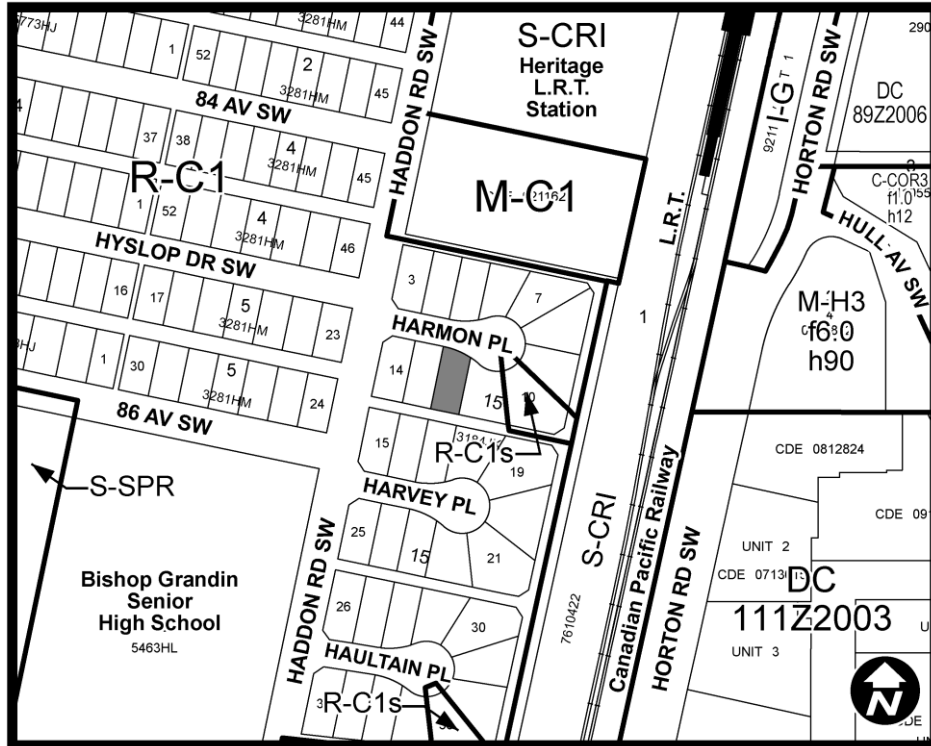 3281HM
44
290
5773HJ
1
52
2
3281HM
45
84 AV SW
HADDON RD SW
S-CRI
Heritage
L.R.T.
Station
I-G
HORTON RD SW
DC
89Z2006
37
38
4
3281HM
45
R-C1
M-C1
L.R.T.
C-COR3
f1.0
h12
HULL AV SW
1
52
4
3281HM
46
HYSLOP DR SW
16
17
5
3281HM
23
3
7
HARMON PL
1
M-H3
f6.0
h90
1
30
5
3281HM
24
14
15
10
86 AV SW
R-C1s
15
19
S-SPR
HARVEY PL
25
15
21
S-CRI
Canadian Pacific Railway
HORTON RD SW
CDE 0812824
CDE 091
UNIT 2
DC
111Z2003
UNIT 3
Bishop Grandin
Senior
High School
5463HL
HADDON RD SW
26
30
7610422
HAULTAIN PL
R-C1s
N